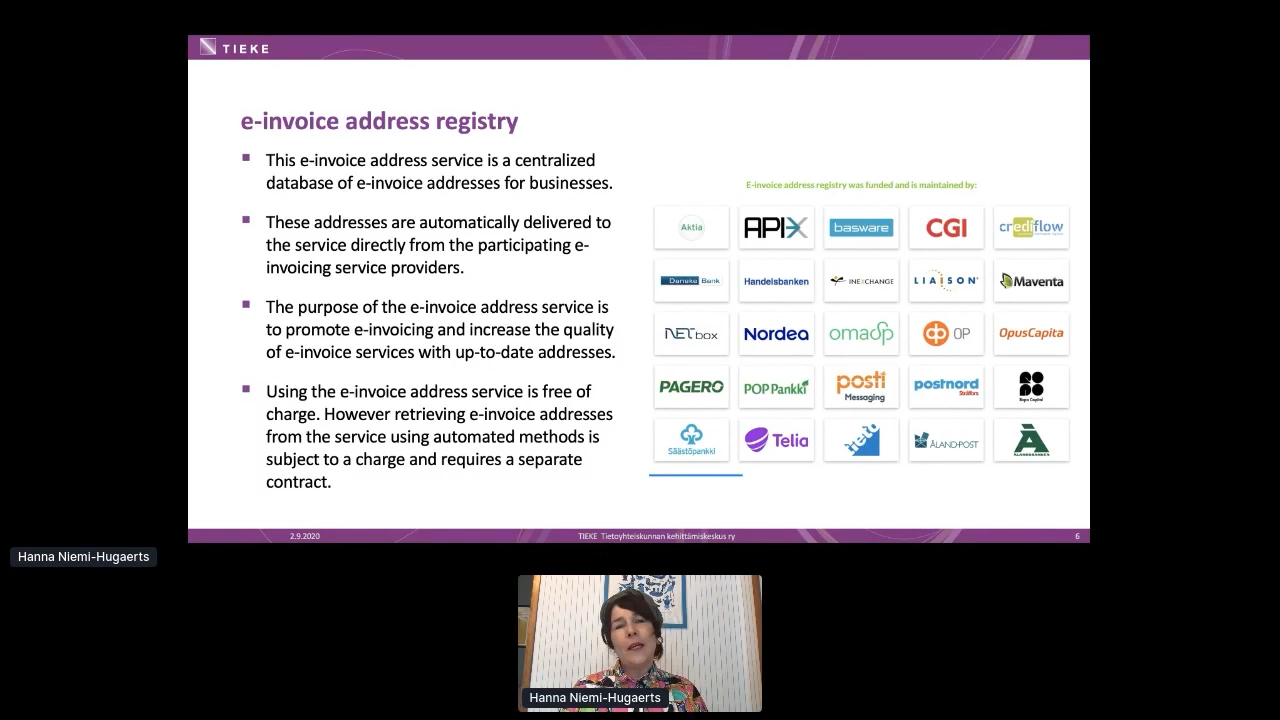 TIEKE
e-invoice address registry
This e-invoice address service is a centralized
database of e-invoice addresses for businesses.
These addresses are automatically delivered to
the service directly from the participating e-
invoicing service providers.
The purpose of the e-invoice address service is
to promote e-invoicing and increase the quality
of e-invoice services with up-to-date addresses.
Using the e-invoice address service is free of
charge. However retrieving e-invoice addresses
from the service using automated methods is
subject to a charge and requires a separate
contract.
E-invoice address registry was funded and is maintained by:
Aktia
APIX
basware
CGI
crediflow
Danske Bank
Handelsbanken
INEXCHANGE
LIAISON
Maventa
NETbox
Nordea
omasp
OP
OpusCapita
PAGERO
POP Pankki
posti
Messaging
postnord
Strålfors
Ropo Capital
Säästöpankki
Telia
ÅLAND POST
ÅLANDSBANKEN
2.9.2020
TIEKE Tietoyhteiskunnan kehittämiskeskus ry
6
Hanna Niemi-Hugaerts
Hanna Niemi-Hugaerts